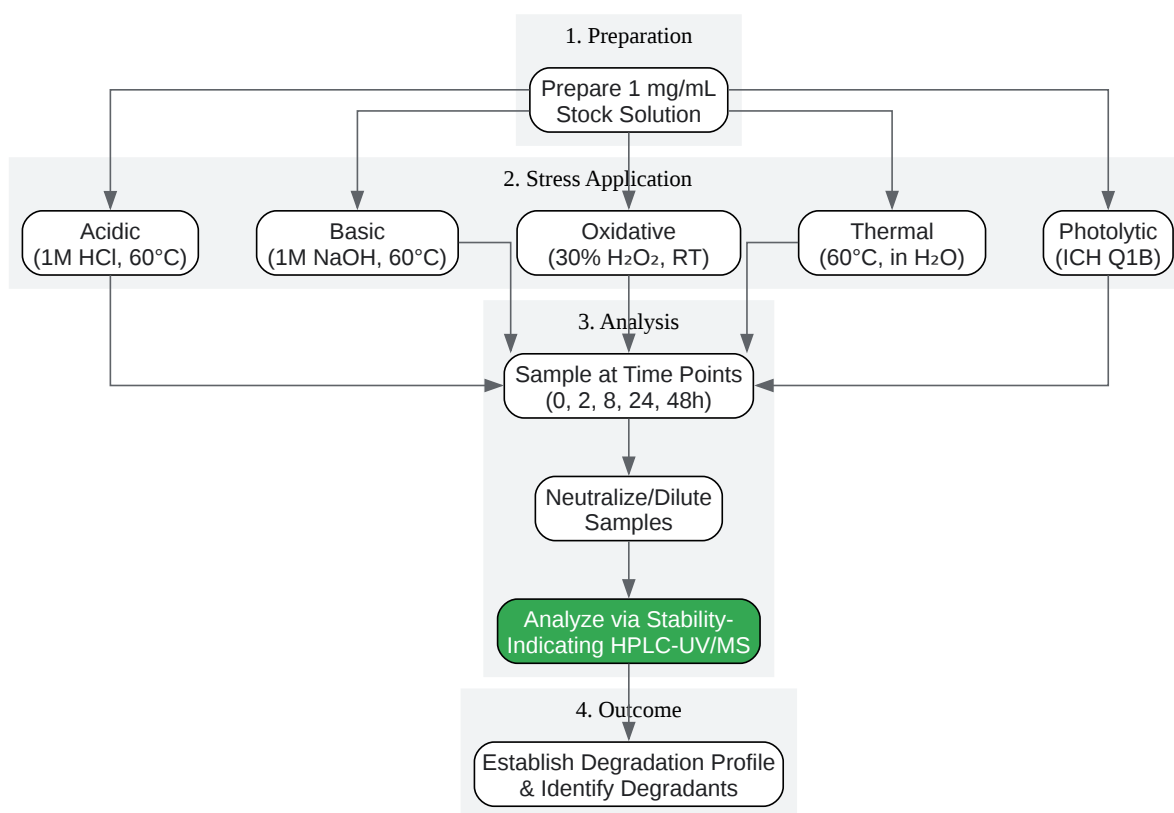 1. Preparation
Prepare 1 mg/mL
Stock Solution
2. Stress Application
Acidic
(1M HCl, 60°C)
Basic
(1M NaOH, 60°C)
Oxidative
(30% H₂O₂, RT)
Thermal
(60°C, in H₂O)
Photolytic
(ICH Q1B)
3. Analysis
Sample at Time Points
(0, 2, 8, 24, 48h)
Neutralize/Dilute
Samples
Analyze via Stability-
Indicating HPLC-UV/MS
4. Outcome
Establish Degradation Profile
& Identify Degradants